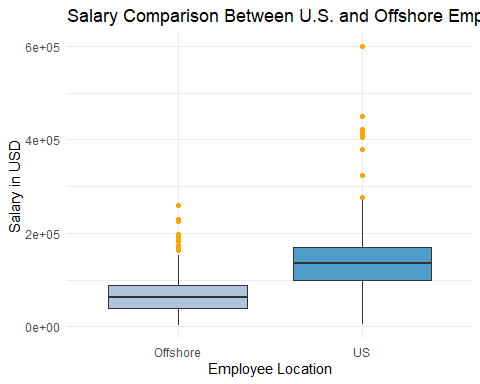 Salary Comparison Between U.S. and Offshore Emp
6e+05
4e+05
2e+05
0e+00
Salary in USD
Offshore
US
Employee Location